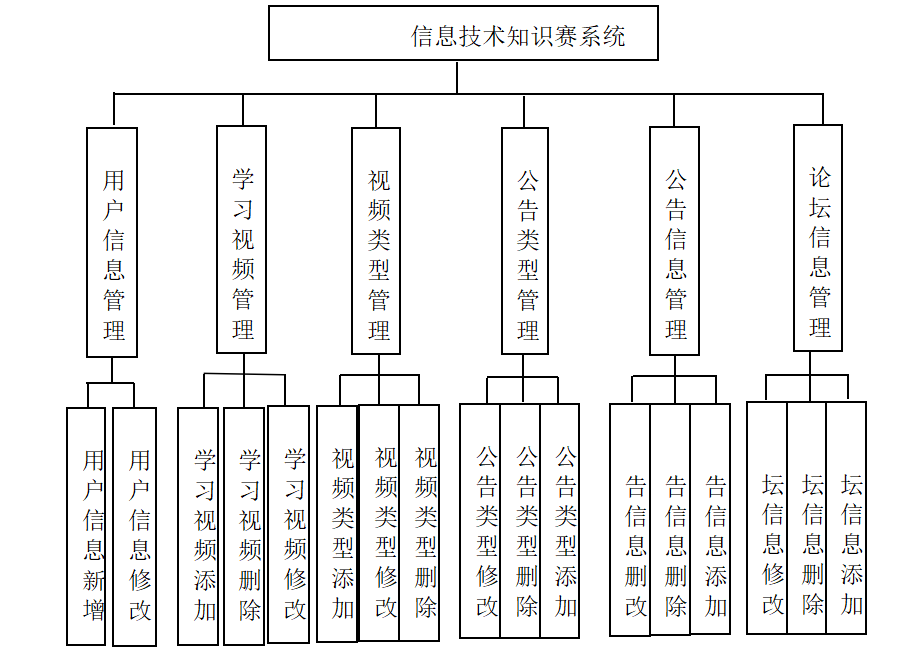 信息技术知识赛系统
用户信息管理
学习视频管理
视频类型管理
公告类型管理
公告信息管理
论坛信息管理
用户信息新增
用户信息修改
学习视频添加
学习视频删除
学习视频修改
视频类型添加
视频类型修改
视频类型删除
公告类型修改
公告类型删除
公告类型添加
告信息删改
告信息删除
告信息添加
坛信息修改
坛信息删除
坛信息添加